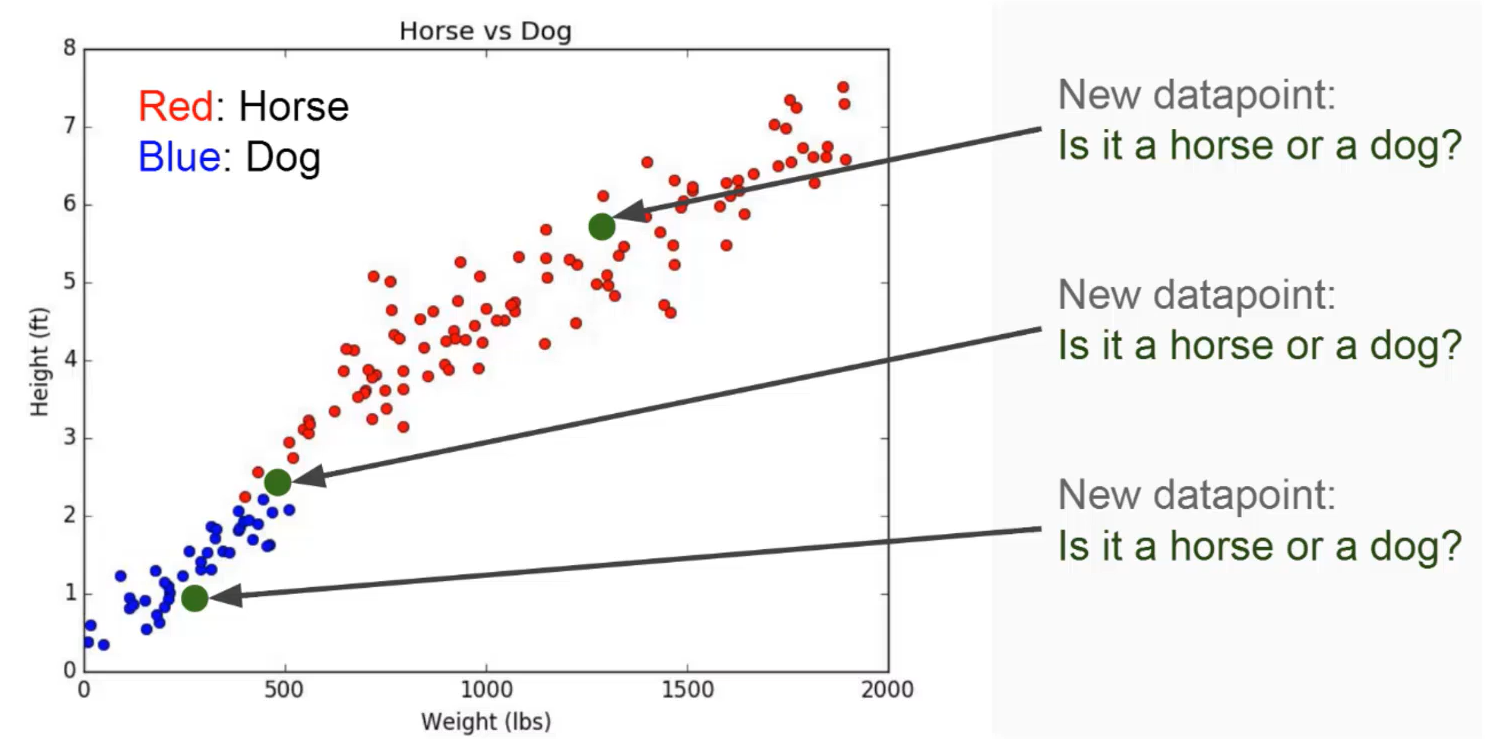 Horse vs Dog
Red: Horse
Blue: Dog
8
7
6
5
4
3
2
1
0
Height (ft)
0 500 1000 1500 2000
Weight (lbs)
New datapoint:
Is it a horse or a dog?
New datapoint:
Is it a horse or a dog?
New datapoint:
Is it a horse or a dog?